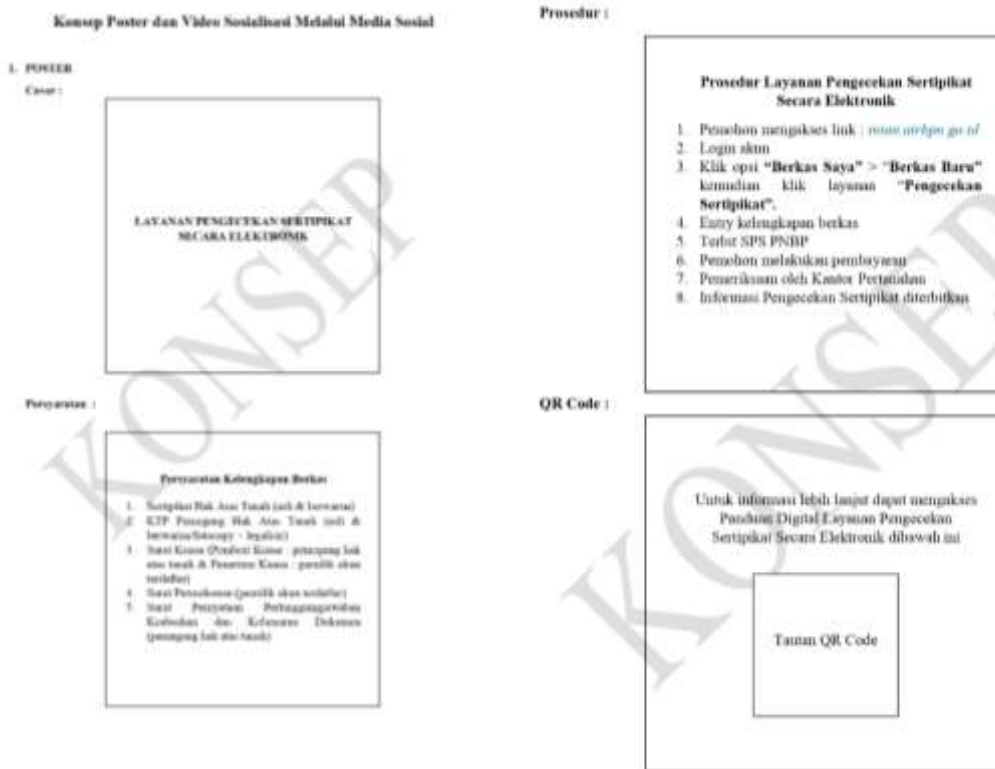 Konsep Poster dan Video Sosialisasi Melalui Media Sosial
1. POSTER
Cover :
LAYANAN PENGECEKAN SERTIPIKAT
SECARA ELEKTRONIK
Persyaratan :
Persyaratan Kelengkapan Berkas
1. Sertipikat Hak Atas Tanah (asli & berwarna)
2. KTP Pemegang Hak Atas Tanah (asli &
berwarna/fotocopy + legalisir)
3. Surat Kuasa (Pemberi Kuasa : pemegang hak
atas tanah & Penerima Kuasa : pemilik akun
terdaftar)
4. Surat Permohonan (pemilik akun terdaftar)
5. Surat Pernyataan Pertanggungjawaban
Keabsahan dan Kebenaran Dokumen
(pemegang hak atas tanah)
Prosedur :
Prosedur Layanan Pengecekan Sertipikat
Secara Elektronik
1. Pemohon mengakses link : atrbpn.go.id
2. Login akun
3. Klik opsi “Berkas Saya” > “Berkas Baru”
kemudian klik layanan “Pengecekan
Sertipikat”.
4. Entry kelengkapan berkas
5. Terbit SPS PNBP
6. Pemohon melakukan pembayaran
7. Pemeriksaan oleh Kantor Pertanahan
8. Informasi Pengecekan Sertipikat diterbitkan
QR Code :
Untuk informasi lebih lanjut dapat mengakses
Panduan Digital Layanan Pengecekan
Sertipikat Secara Elektronik dibawah ini
Tautan QR Code
KONSEP
KONSEP